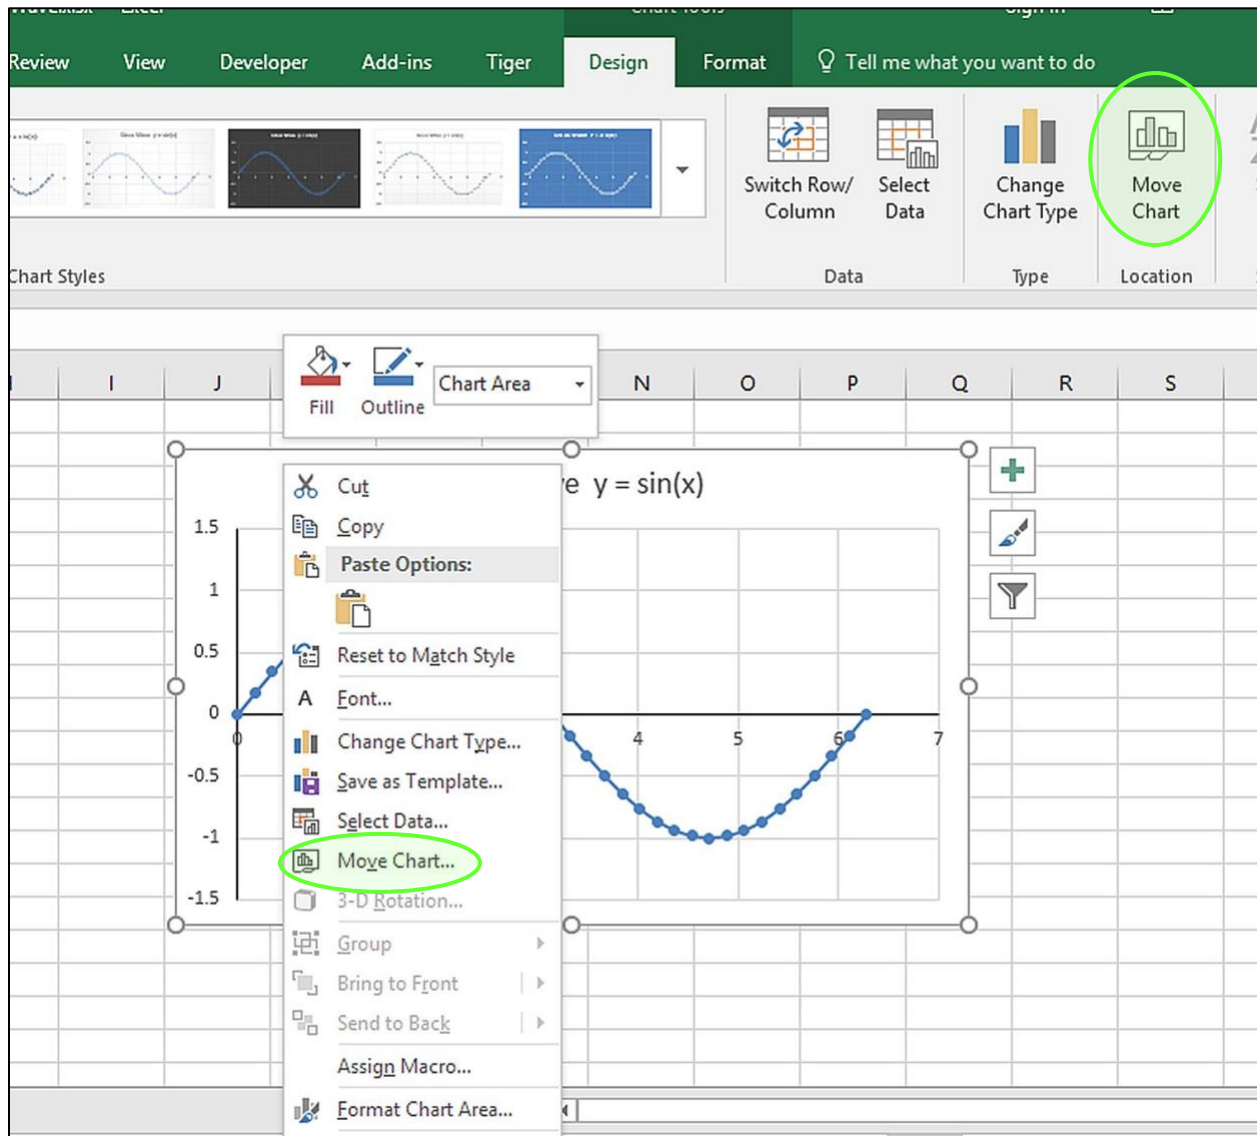 Review View Developer Add-ins Tiger Design Format Tell me what you want to do
Switch Row/
Column
Select
Data
Change
Chart Type
Move
Chart
Chart Styles Data Type Location
Fill Outline Chart Area
I J N O P Q R S
y = sin(x)
1.5
1
0.5
0
-0.5
-1
-1.5
0 4 5 6 7
Cut
Copy
Paste Options:
Reset to Match Style
A Font...
Change Chart Type...
Save as Template...
Select Data...
Move Chart...
3-D Rotation...
Group
Bring to Front
Send to Back
Assign Macro...
Format Chart Area...